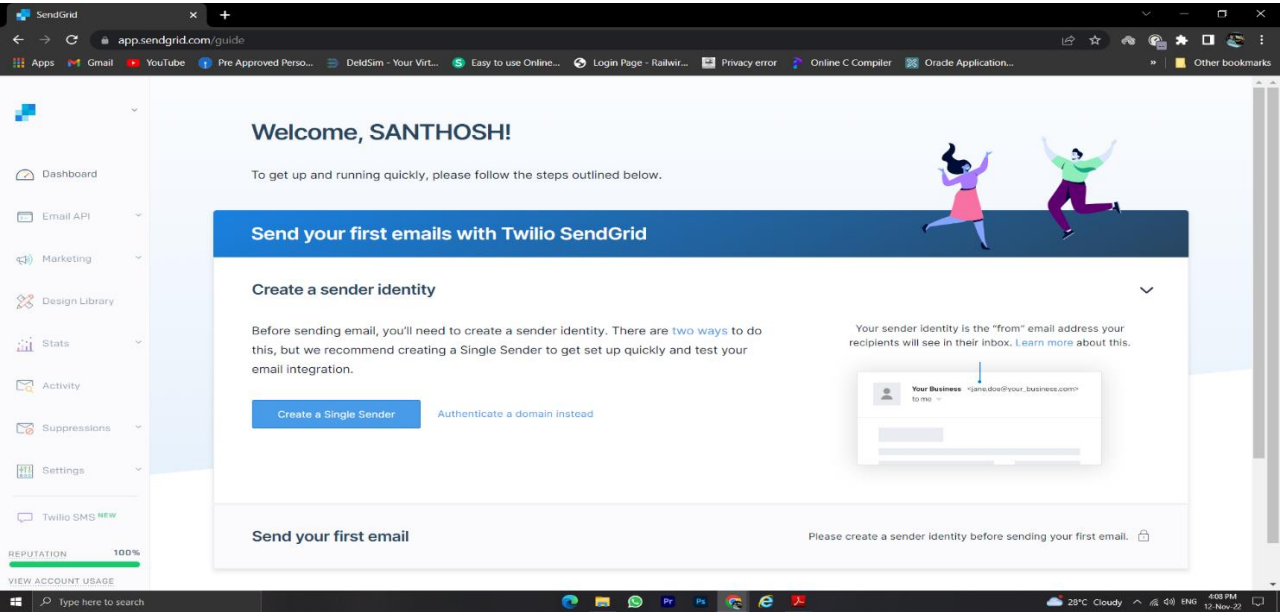 SendGrid
app.sendgrid.com/guide
Apps Gmail YouTube Pre Approved Perso... DeldSim - Your Virt... Easy to use Online... Login Page - Railwir... Privacy error Online C Compiler Oracle Application... » Other bookmarks
Welcome, SANTHOSH!
To get up and running quickly, please follow the steps outlined below.
Dashboard
Email API
Marketing
Design Library
Stats
Activity
Suppressions
Settings
Twilio SMS NEW
REPUTATION 100%
VIEW ACCOUNT USAGE
Send your first emails with Twilio SendGrid
Create a sender identity
Before sending email, you'll need to create a sender identity. There are two ways to do
this, but we recommend creating a Single Sender to get set up quickly and test your
email integration.
Create a Single Sender Authenticate a domain instead
Your sender identity is the "from" email address your
recipients will see in their inbox. Learn more about this.
Your Business <jane.doe@your_business.com>
to me
Send your first email
Please create a sender identity before sending your first email.
Type here to search
Pr Ps
28°C Cloudy ENG 4:08 PM
12-Nov-22